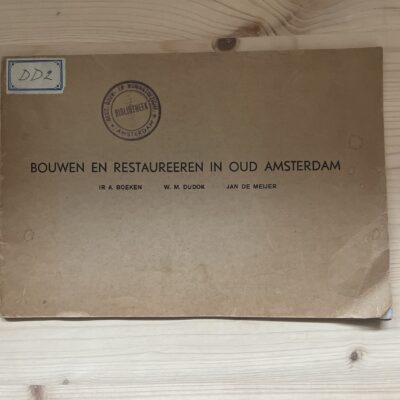 DD2
BIBLIOTHEEK
AMSTERDAM
BOUWEN EN RESTAUREEREN IN OUD AMSTERDAM
IR A. BOEKEN W. M. DUDOK JAN DE MEIJER